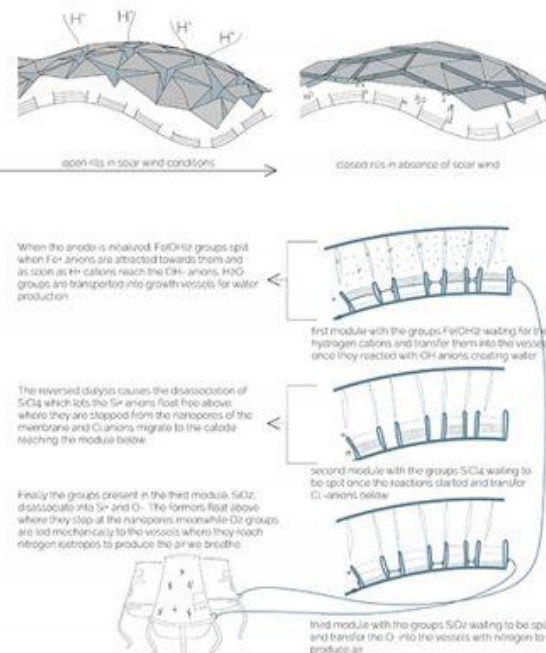 H⁺ H⁺ H⁺ H⁺
open rills in solar wind conditions
closed rills in absence of solar wind
When the anode is initialized, Fe(OH)2 groups split
when Fe+ anions are attracted towards them and
as soon as H+ cations reach the OH- anions, H2O
groups are transported into growth vessels for water
production
first module with the groups Fe(OH)2 waiting for the
hydrogen cations and transfer them into the vessels
once they reacted with OH anions creating water
The reversed dialysis causes the disassociation of
SiCl4 which lets the Si+ anions float free above
where they are stopped from the nanopores of the
membrane and Cl anions migrate to the catode
reaching the module below
second module with the groups SiCl4 waiting to
be split once the reactions started and transfer
Cl -anions below
Finally the groups present in the third module, SiO2,
disassociate into Si+ and O-. The formers float above
where they stop at the nanopores meanwhile O2 groups
are led mechanically to the vessels where they reach
nitrogen isotropes to produce the air we breathe.
third module with the groups SiO2 waiting to be split
and transfer the O- into the vessels with nitrogen to
produce air